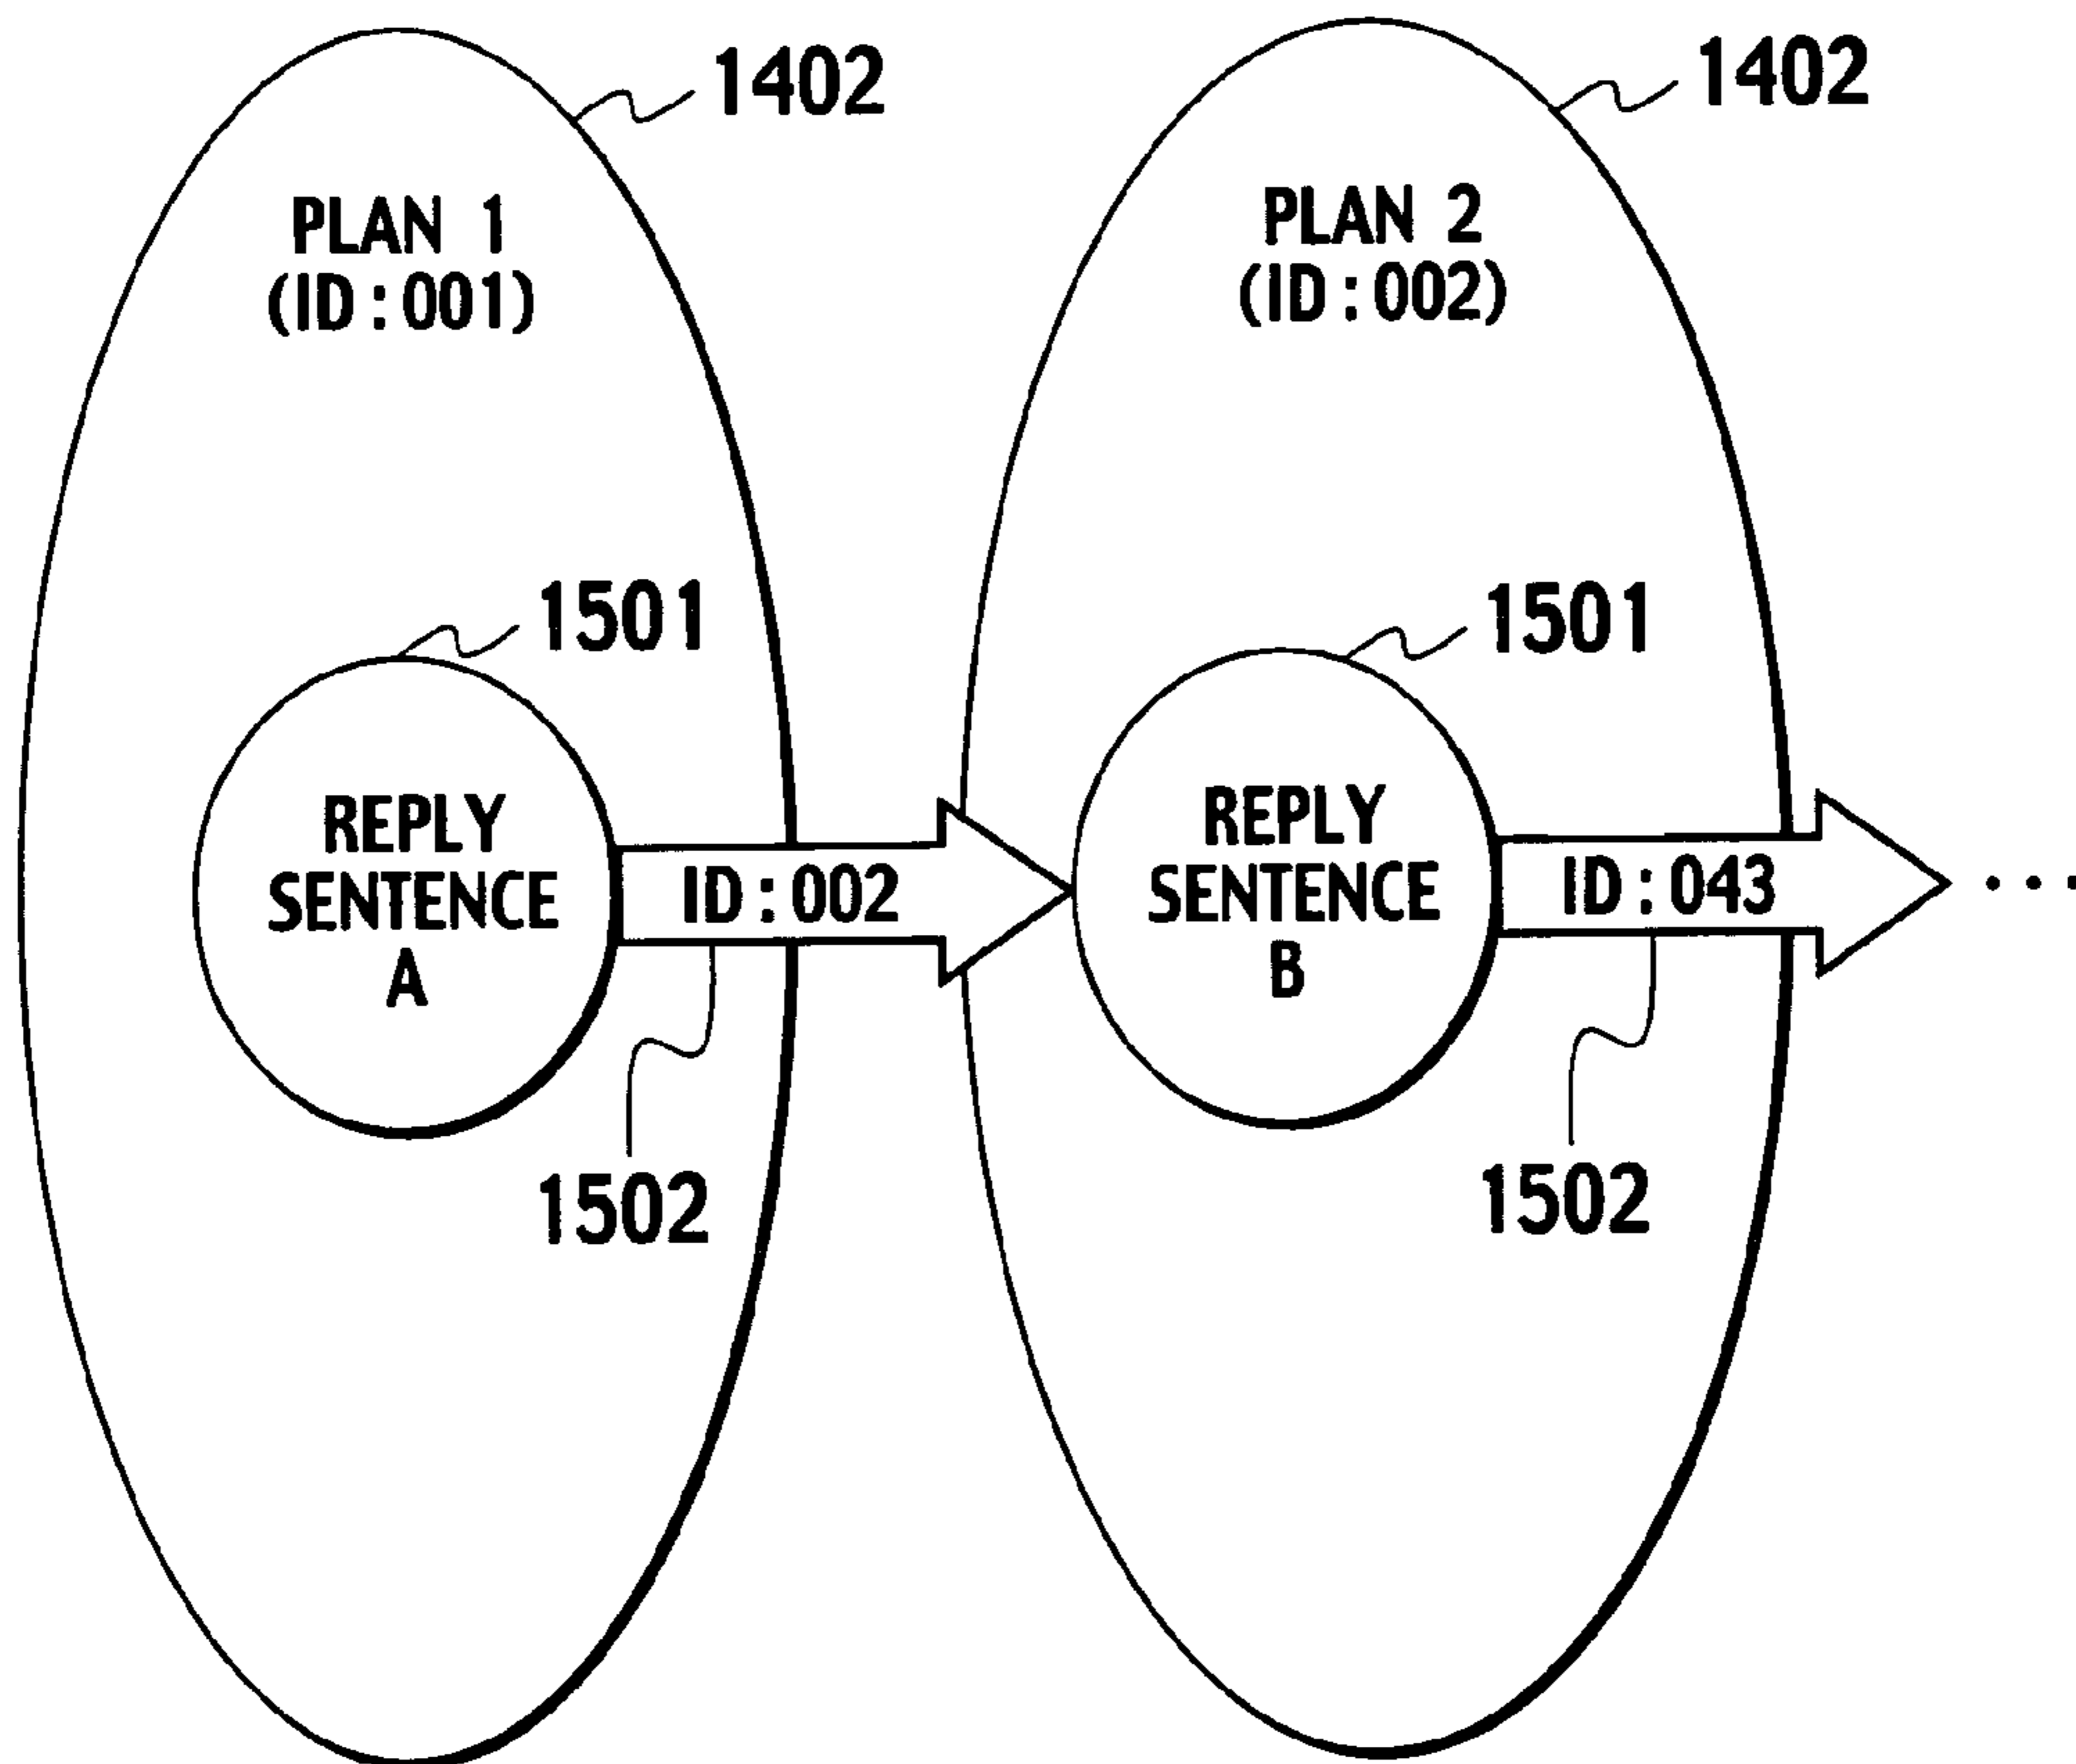 1402
1402
PLAN 1
(ID:001)
PLAN 2
(ID:002)
1501
1501
REPLY
SENTENCE
A
ID:002
REPLY
SENTENCE
B
ID:043
...
1502
1502